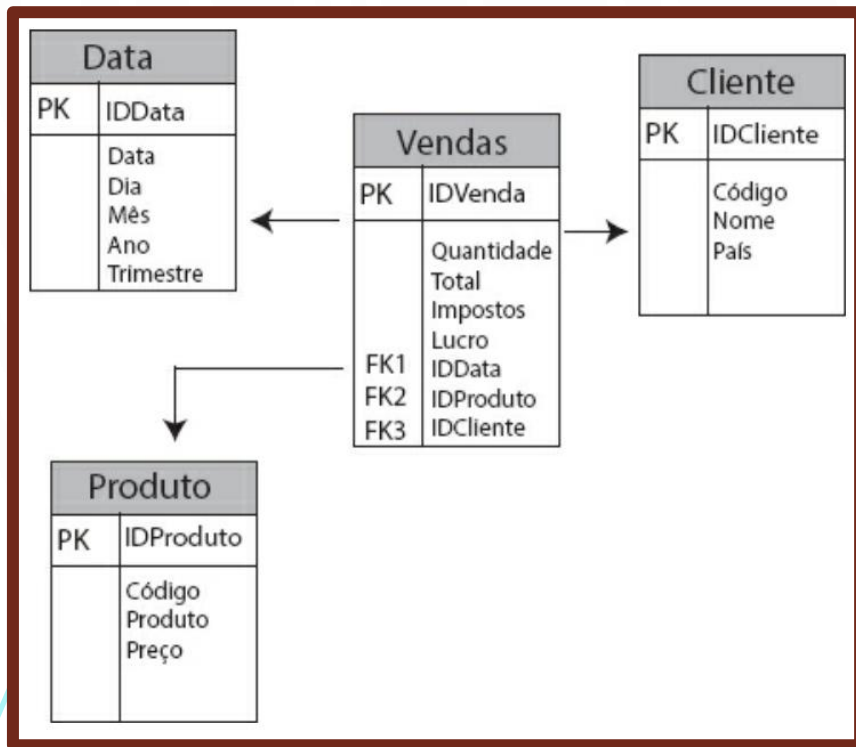 Data
PK IDData
Data
Dia
Mês
Ano
Trimestre
Vendas
PK IDVenda
Quantidade
Total
Impostos
Lucro
FK1 IDData
FK2 IDProduto
FK3 IDCliente
Cliente
PK IDCliente
Código
Nome
País
Produto
PK IDProduto
Código
Produto
Preço